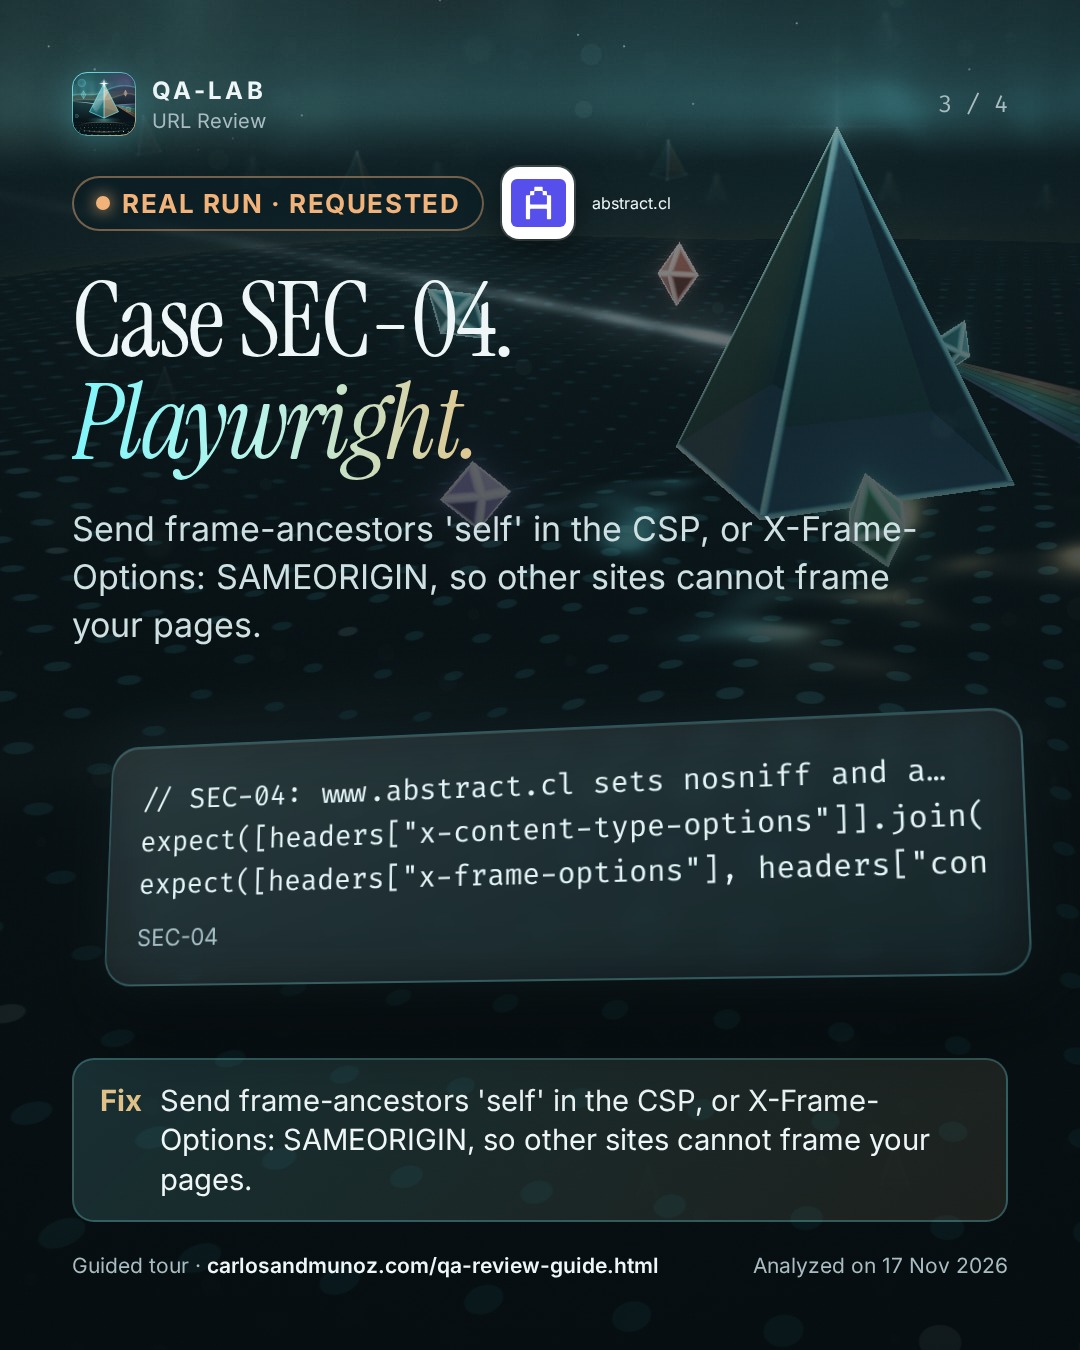 QA-LAB
URL Review
3 / 4
REAL RUN · REQUESTED
abstract.cl
Case SEC-04.
Playwright.
Send frame-ancestors 'self' in the CSP, or X-Frame-
Options: SAMEORIGIN, so other sites cannot frame
your pages.
// SEC-04: www.abstract.cl sets nosniff and a…
expect([headers["x-content-type-options"]].join(
expect([headers["x-frame-options"], headers["con
SEC-04
Fix Send frame-ancestors 'self' in the CSP, or X-Frame-
Options: SAMEORIGIN, so other sites cannot frame your
pages.
Guided tour · carlosandmunoz.com/qa-review-guide.html
Analyzed on 17 Nov 2026